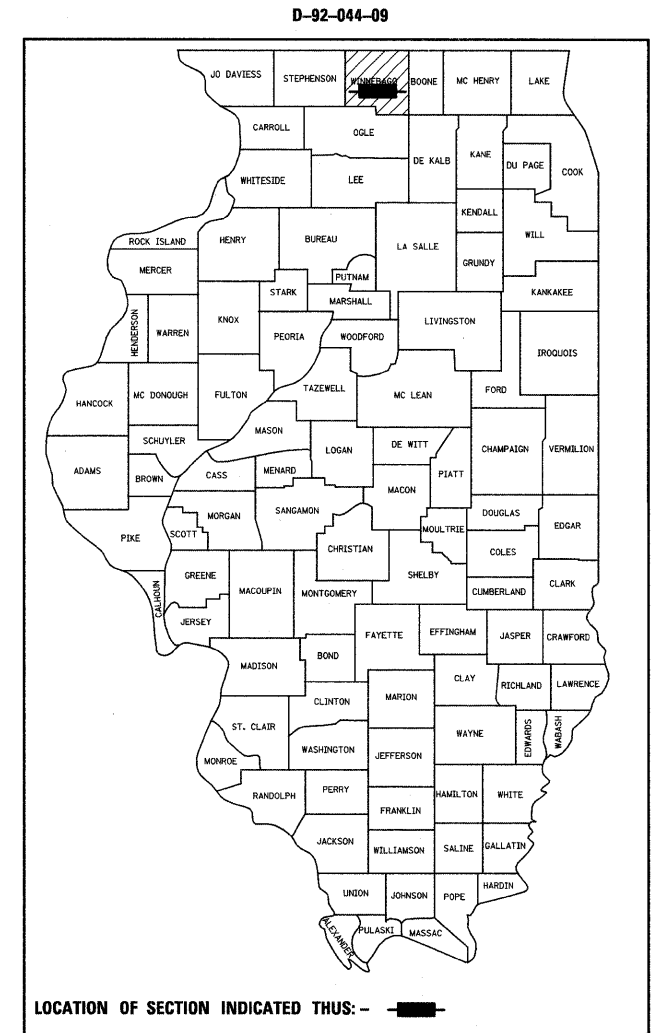 D-92-044-09
JO DAVIESS
STEPHENSON
WINNEBAGO
BOONE
MC HENRY
LAKE
CARROLL
OGLE
DE KALB
KANE
DU PAGE
COOK
WHITESIDE
LEE
KENDALL
WILL
ROCK ISLAND
HENRY
BUREAU
LA SALLE
GRUNDY
MERCER
PUTNAM
STARK
MARSHALL
KANKAKEE
HENDERSON
WARREN
KNOX
PEORIA
WOODFORD
LIVINGSTON
IROQUOIS
HANCOCK
MC DONOUGH
FULTON
TAZEWELL
MC LEAN
FORD
MASON
SCHUYLER
LOGAN
DE WITT
CHAMPAIGN
VERMILION
ADAMS
BROWN
CASS
MENARD
PIATT
MACON
PIKE
SCOTT
MORGAN
SANGAMON
CHRISTIAN
MOULTRIE
DOUGLAS
EDGAR
COLES
CALHOUN
GREENE
MACOUPIN
MONTGOMERY
SHELBY
CUMBERLAND
CLARK
JERSEY
FAYETTE
EFFINGHAM
JASPER
CRAWFORD
MADISON
BOND
CLAY
RICHLAND
LAWRENCE
CLINTON
MARION
ST. CLAIR
WAYNE
EDWARDS
WABASH
MONROE
WASHINGTON
JEFFERSON
RANDOLPH
PERRY
HAMILTON
WHITE
FRANKLIN
JACKSON
WILLIAMSON
SALINE
GALLATIN
UNION
JOHNSON
POPE
HARDIN
ALEXANDER
PULASKI
MASSAC
LOCATION OF SECTION INDICATED THUS: -